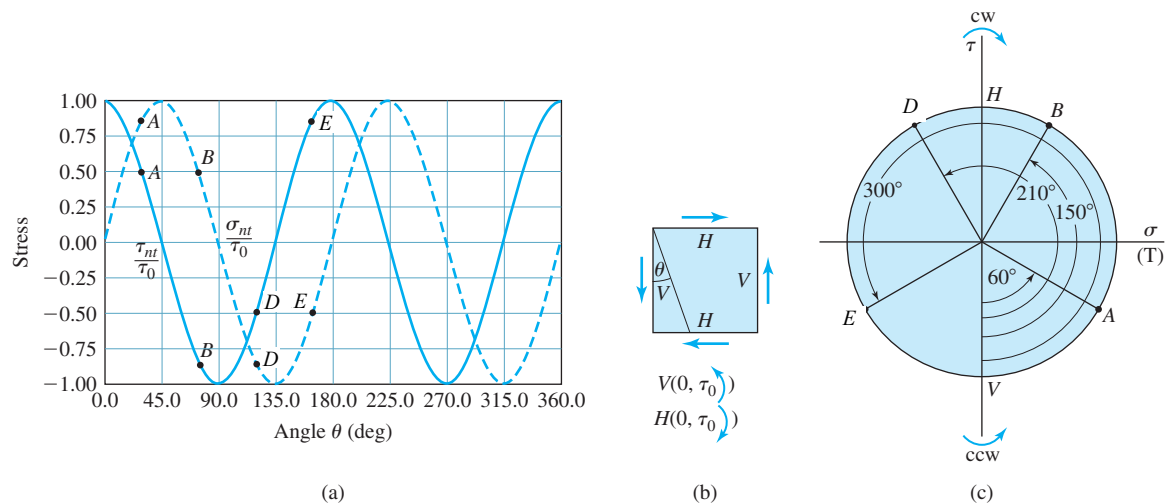 Stress
1.00
0.75
0.50
0.25
0.00
−0.25
−0.50
−0.75
−1.00
0.0 45.0 90.0 135.0 180.0 225.0 270.0 315.0 360.0
Angle θ (deg)
A
A
B
B
D
D
E
E
τnt/τ0
σnt/τ0
(a)
H
θ
V
V
H
V(0, τ0)
H(0, τ0)
(b)
cw
τ
H
D
B
300°
210°
150°
σ
(T)
60°
E
A
V
ccw
(c)